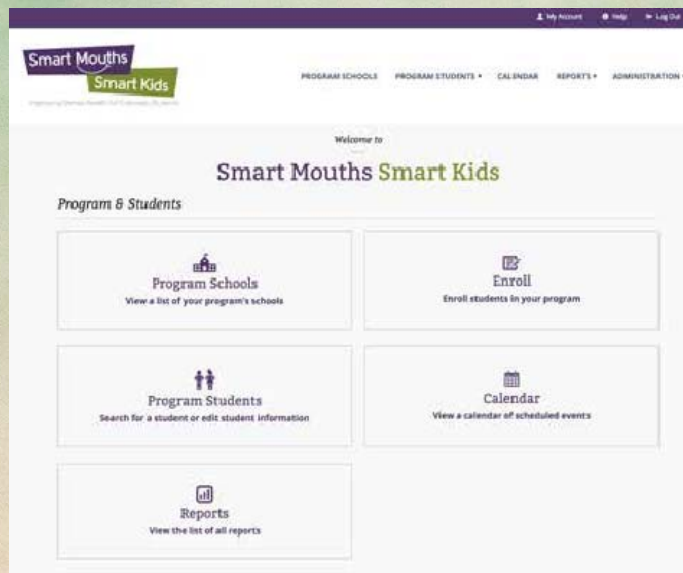 My Account Help Log Out
Smart Mouths
Smart Kids
PROGRAM SCHOOLS PROGRAM STUDENTS CALENDAR REPORTS ADMINISTRATION
Welcome to
Smart Mouths Smart Kids
Program & Students
Program Schools
View a list of your program's schools
Enroll
Enroll students in your program
Program Students
Search for a student or edit student information
Calendar
View a calendar of scheduled events
Reports
View the list of all reports